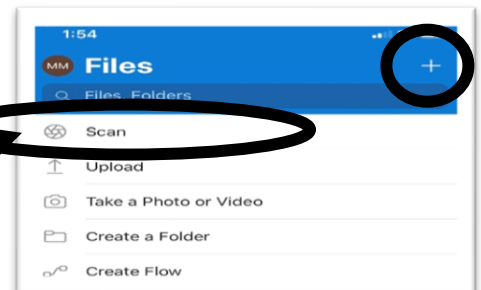 1:54
MM Files +
Files, Folders
Scan
Upload
Take a Photo or Video
Create a Folder
Create Flow